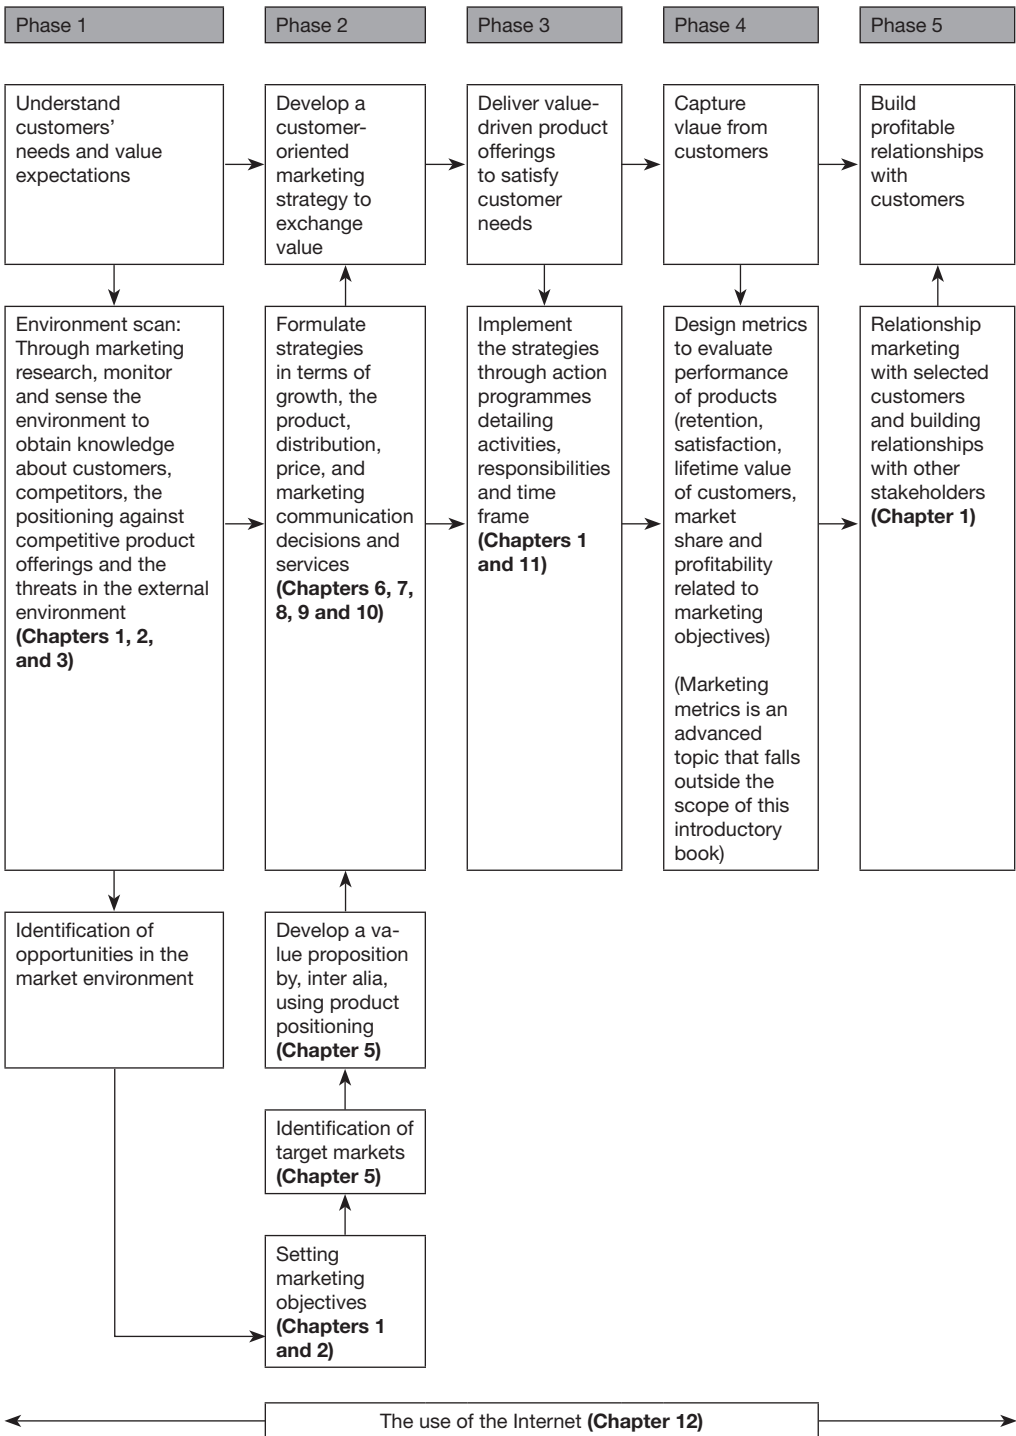 Phase 1
Phase 2
Phase 3
Phase 4
Phase 5
Understand
customers’
needs and value
expectations
Develop a
customer-
oriented
marketing
strategy to
exchange
value
Deliver value-
driven product
offerings
to satisfy
customer
needs
Capture
vlaue from
customers
Build
profitable
relationships
with
customers
Environment scan:
Through marketing
research, monitor
and sense the
environment to
obtain knowledge
about customers,
competitors, the
positioning against
competitive product
offerings and the
threats in the external
environment
(Chapters 1, 2,
and 3)
Formulate
strategies
in terms of
growth, the
product,
distribution,
price, and
marketing
communication
decisions and
services
(Chapters 6, 7,
8, 9 and 10)
Implement
the strategies
through action
programmes
detailing
activities,
responsibilities
and time
frame
(Chapters 1
and 11)
Design metrics
to evaluate
performance
of products
(retention,
satisfaction,
lifetime value
of customers,
market
share and
profitability
related to
marketing
objectives)
(Marketing
metrics is an
advanced
topic that falls
outside the
scope of this
introductory
book)
Relationship
marketing
with selected
customers
and building
relationships
with other
stakeholders
(Chapter 1)
Identification of
opportunities in the
market environment
Develop a va-
lue proposition
by, inter alia,
using product
positioning
(Chapter 5)
Identification of
target markets
(Chapter 5)
Setting
marketing
objectives
(Chapters 1
and 2)
The use of the Internet (Chapter 12)